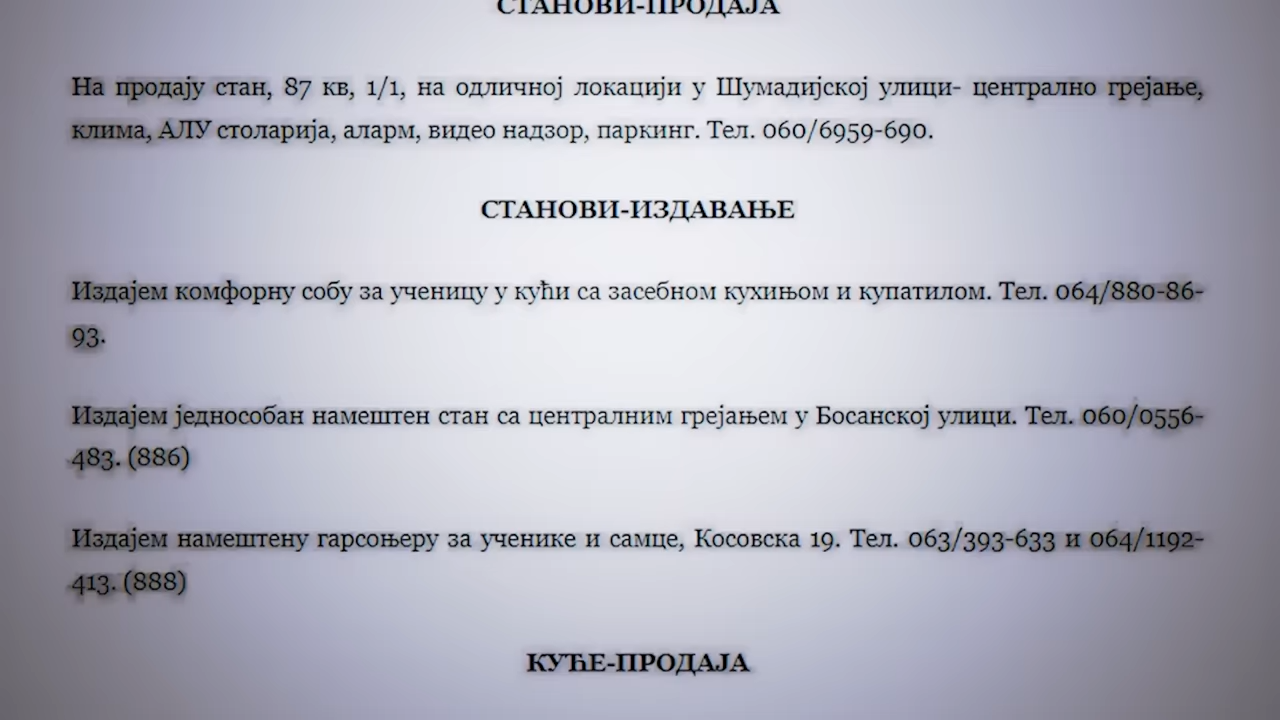 СТАНОВИ-ПРОДАЈА
На продају стан, 87 кв, 1/1, на одличној локацији у Шумадијској улици- централно грејање,
клима, АЛУ столарија, аларм, видео надзор, паркинг. Тел. 060/6959-690.
СТАНОВИ-ИЗДАВАЊЕ
Издајем комфорну собу за ученицу у кући са засебном кухињом и купатилом. Тел. 064/880-86-
93.
Издајем једнособан намештен стан са централним грејањем у Босанској улици. Тел. 060/0556-
483. (886)
Издајем намештену гарсоњеру за ученике и самце, Косовска 19. Тел. 063/393-633 и 064/1192-
413. (888)
КУЋЕ-ПРОДАЈА